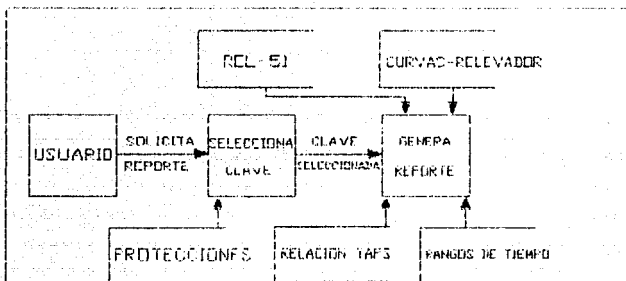 REL-51
CURVAS-RELEVADOR
USUARIO
SOLICITA
REPORTE
SELECCIONA
CLAVE
CLAVE
SELECCIONADA
GENERA
REPORTE
PROTECCIONES
RELACION TAPS
RANGOS DE TIEMPO